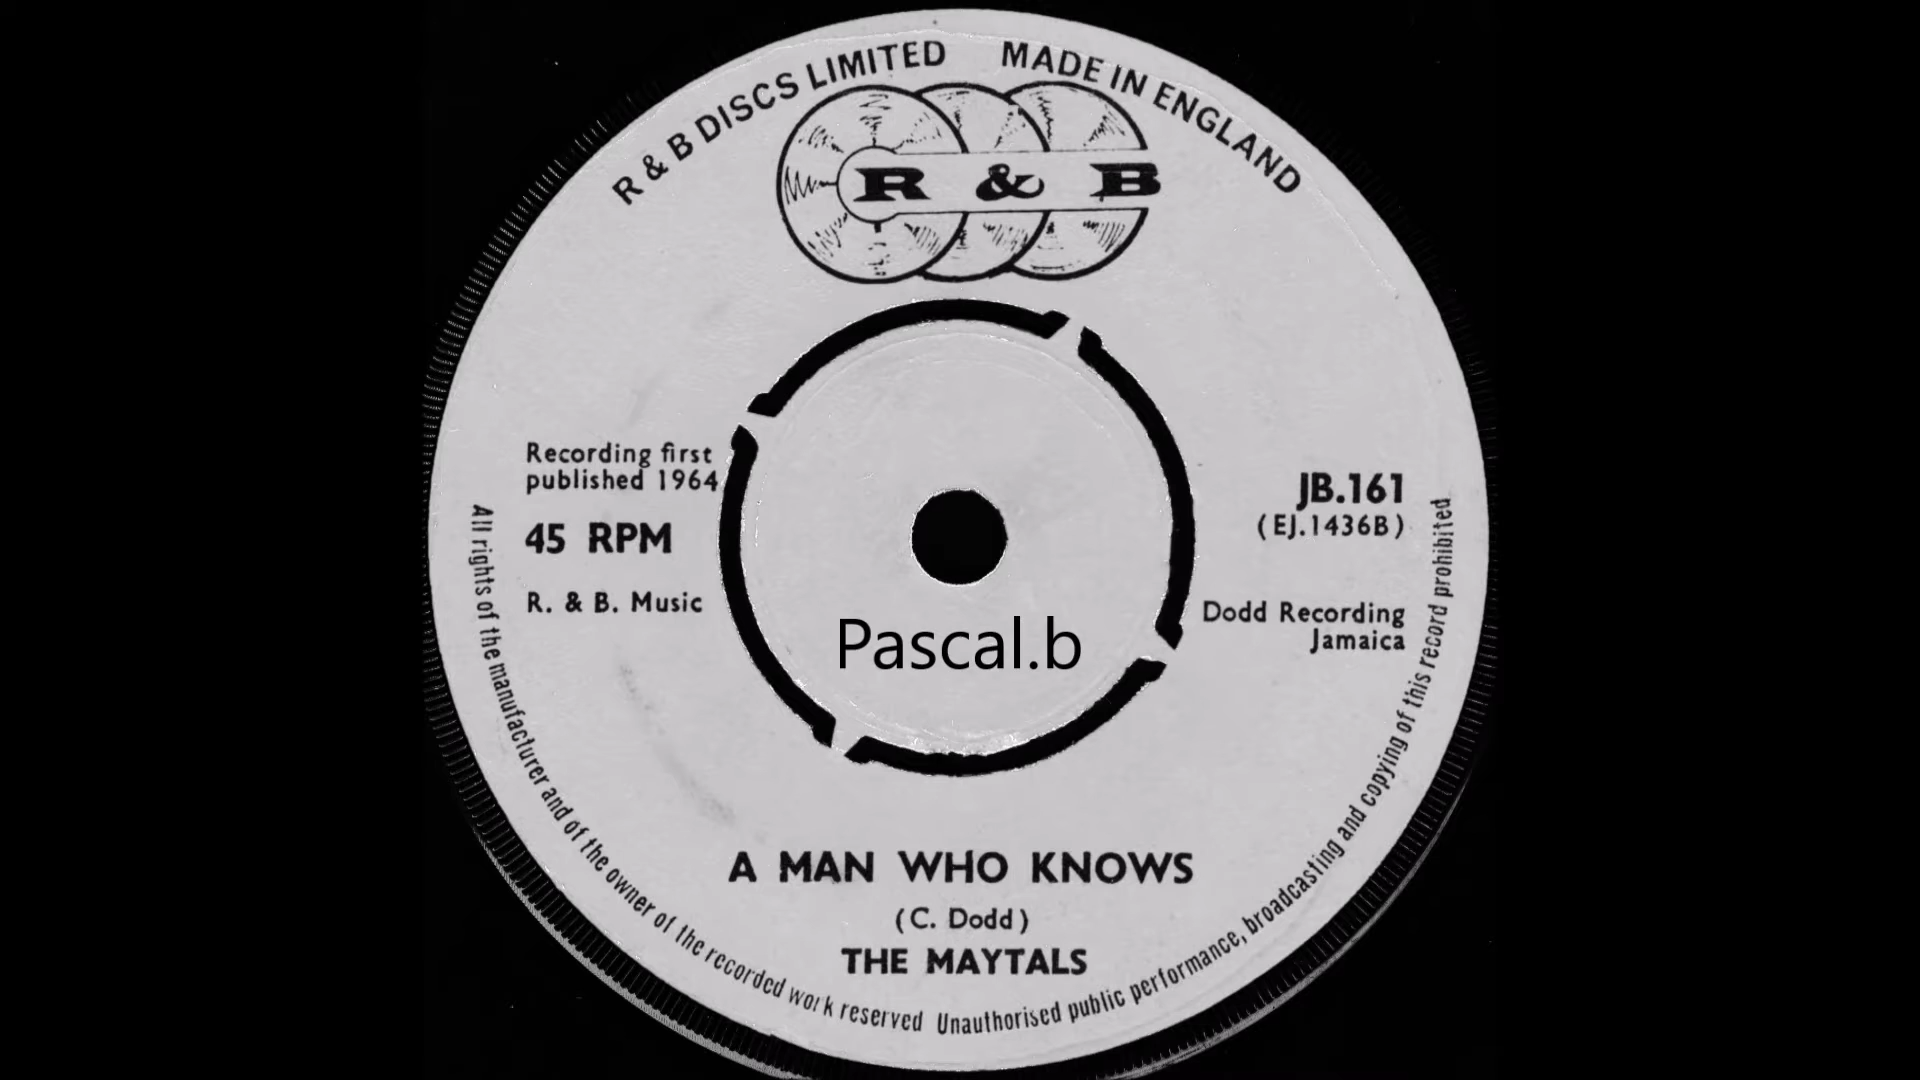 R & B DISCS LIMITED MADE IN ENGLAND
R & B
Recording first
published 1964
45 RPM
R. & B. Music
JB.161
(EJ.1436B)
Dodd Recording
Jamaica
Pascal.b
A MAN WHO KNOWS
(C. Dodd)
THE MAYTALS
All rights of the manufacturer and of the owner of the recorded work reserved Unauthorised public performance, broadcasting and copying of this record prohibited